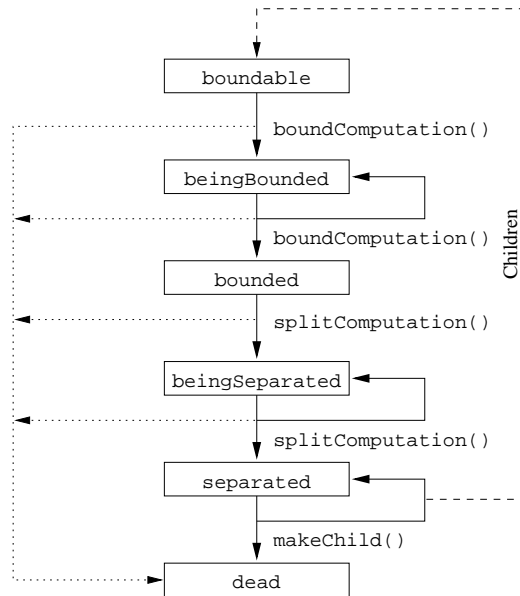 boundable
boundComputation()
beingBounded
boundComputation()
bounded
splitComputation()
beingSeparated
splitComputation()
separated
makeChild()
dead
Children